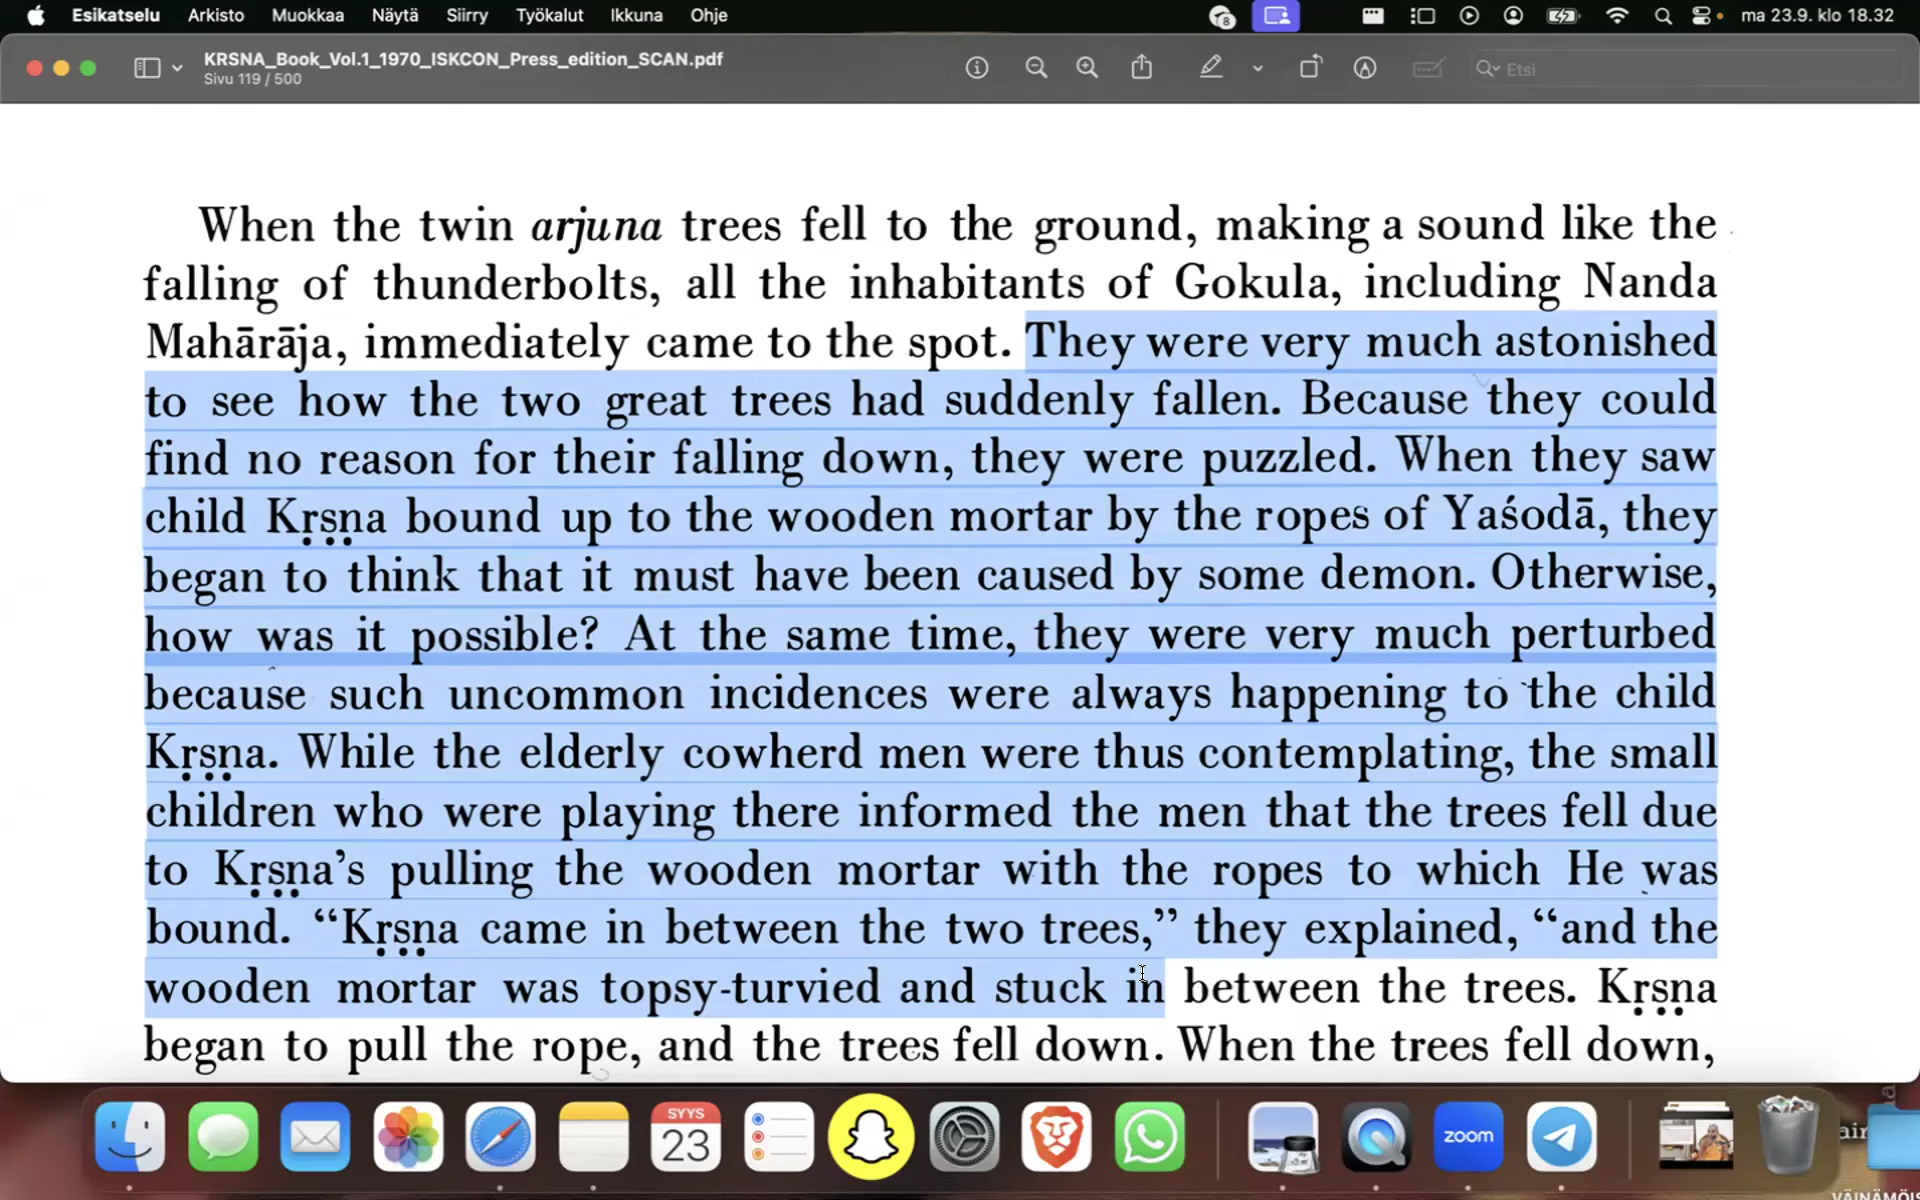 Esikatselu Arkisto Muokkaa Näytä Siirry Työkalut Ikkuna Ohje 8 ma 23.9. klo 18.32
KRSNA_Book_Vol.1_1970_ISKCON_Press_edition_SCAN.pdf
Sivu 119 / 500
Etsi
When the twin arjuna trees fell to the ground, making a sound like the
falling of thunderbolts, all the inhabitants of Gokula, including Nanda
Mahārāja, immediately came to the spot. They were very much astonished
to see how the two great trees had suddenly fallen. Because they could
find no reason for their falling down, they were puzzled. When they saw
child Kṛṣṇa bound up to the wooden mortar by the ropes of Yaśodā, they
began to think that it must have been caused by some demon. Otherwise,
how was it possible? At the same time, they were very much perturbed
because such uncommon incidences were always happening to the child
Kṛṣṇa. While the elderly cowherd men were thus contemplating, the small
children who were playing there informed the men that the trees fell due
to Kṛṣṇa's pulling the wooden mortar with the ropes to which He was
bound. “Kṛṣṇa came in between the two trees,” they explained, “and the
wooden mortar was topsy-turvied and stuck in between the trees. Kṛṣṇa
began to pull the rope, and the trees fell down. When the trees fell down,
SYYS
23
zoom